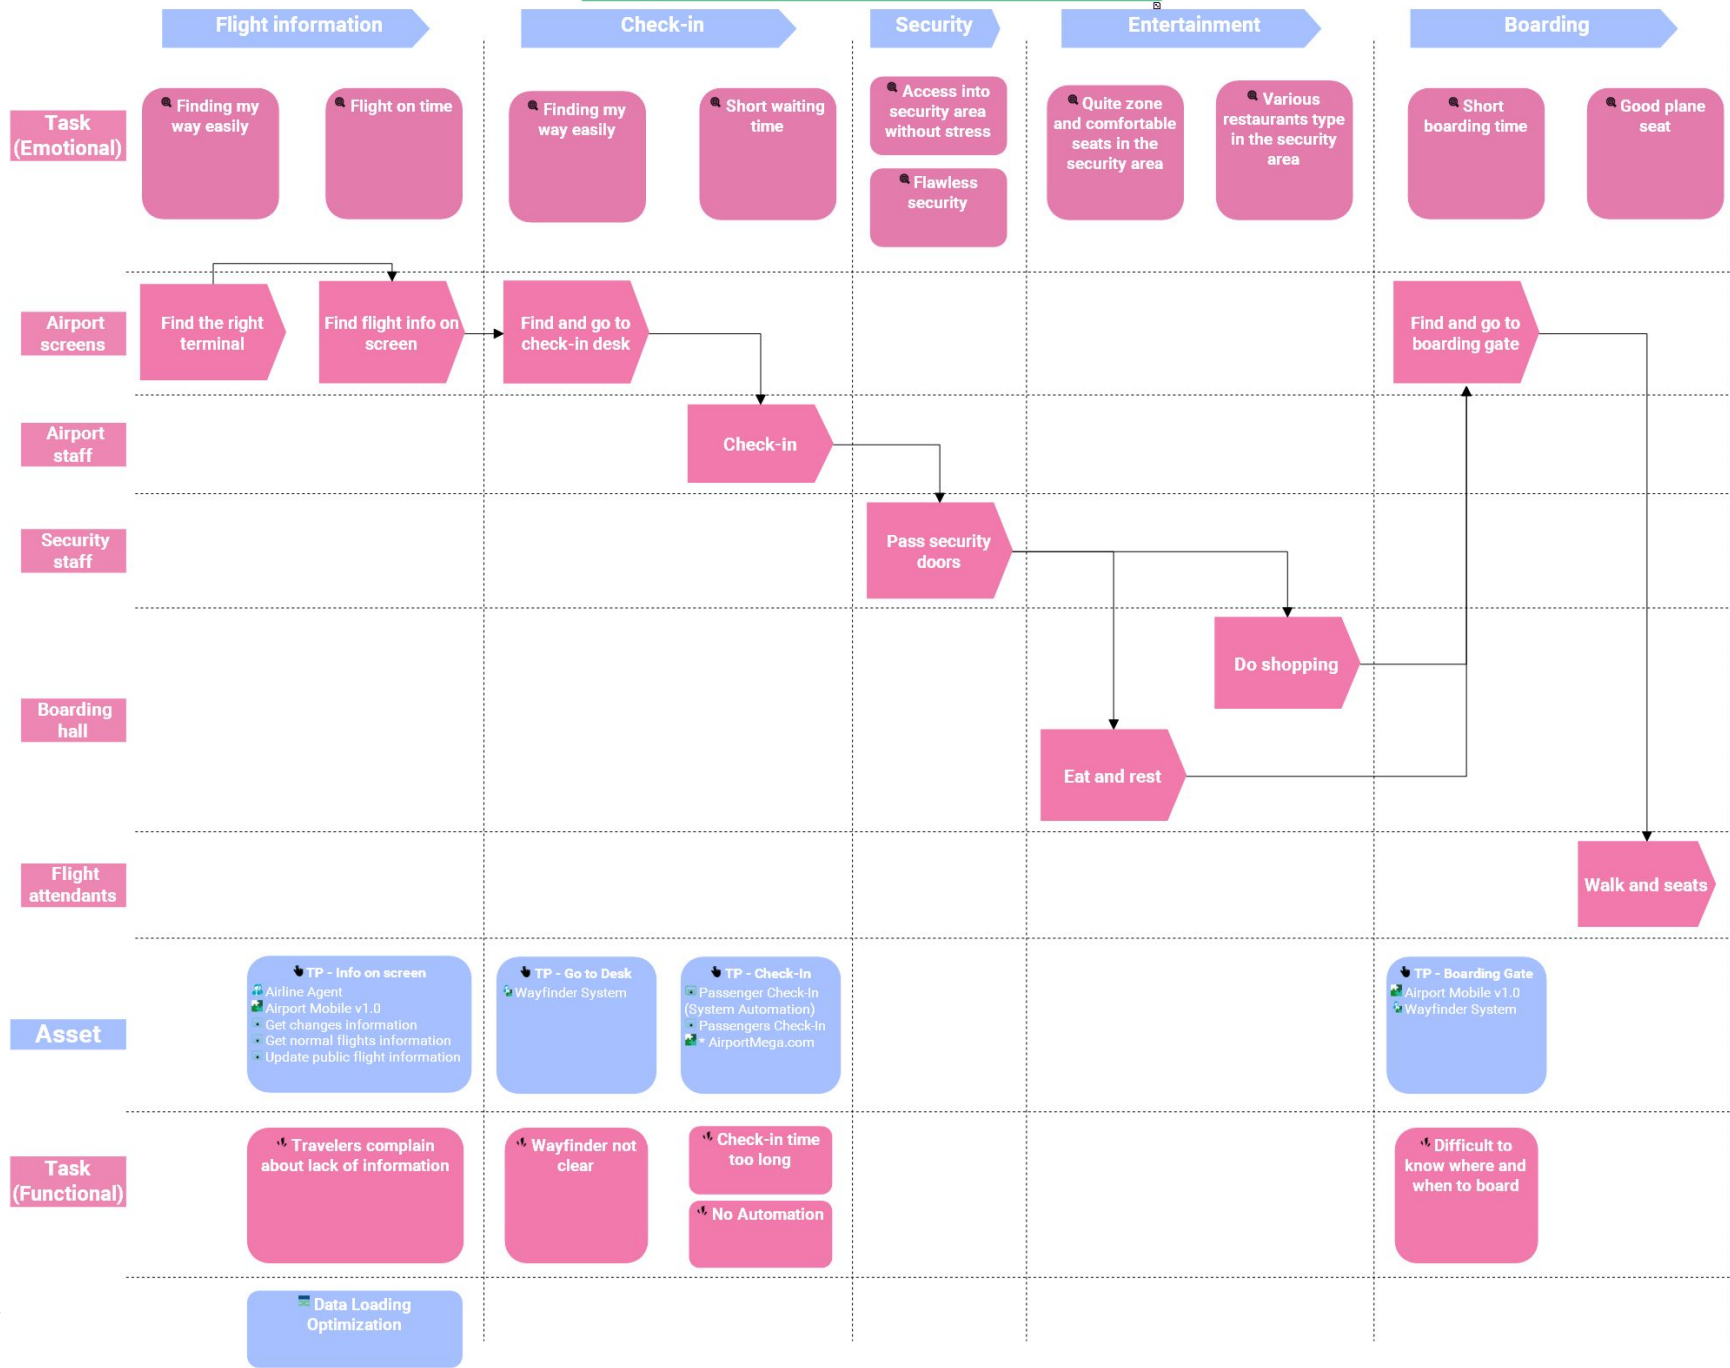 Flight information
Check-in
Security
Entertainment
Boarding
Task
(Emotional)
Finding my
way easily
Flight on time
Finding my
way easily
Short waiting
time
Access into
security area
without stress
Flawless
security
Quite zone
and comfortable
seats in the
security area
Various
restaurants type
in the security
area
Short
boarding time
Good plane
seat
Airport
screens
Find the right
terminal
Find flight info on
screen
Find and go to
check-in desk
Find and go to
boarding gate
Airport
staff
Check-in
Security
staff
Pass security
doors
Boarding
hall
Do shopping
Eat and rest
Flight
attendants
Walk and seats
Asset
TP - Info on screen
Airline Agent
Airport Mobile v1.0
Get changes information
Get normal flights information
Update public flight information
TP - Go to Desk
Wayfinder System
TP - Check-In
Passenger Check-In
(System Automation)
Passengers Check-In
* AirportMega.com
TP - Boarding Gate
Airport Mobile v1.0
Wayfinder System
Task
(Functional)
Travelers complain
about lack of information
Wayfinder not
clear
Check-in time
too long
No Automation
Difficult to
know where and
when to board
Data Loading
Optimization